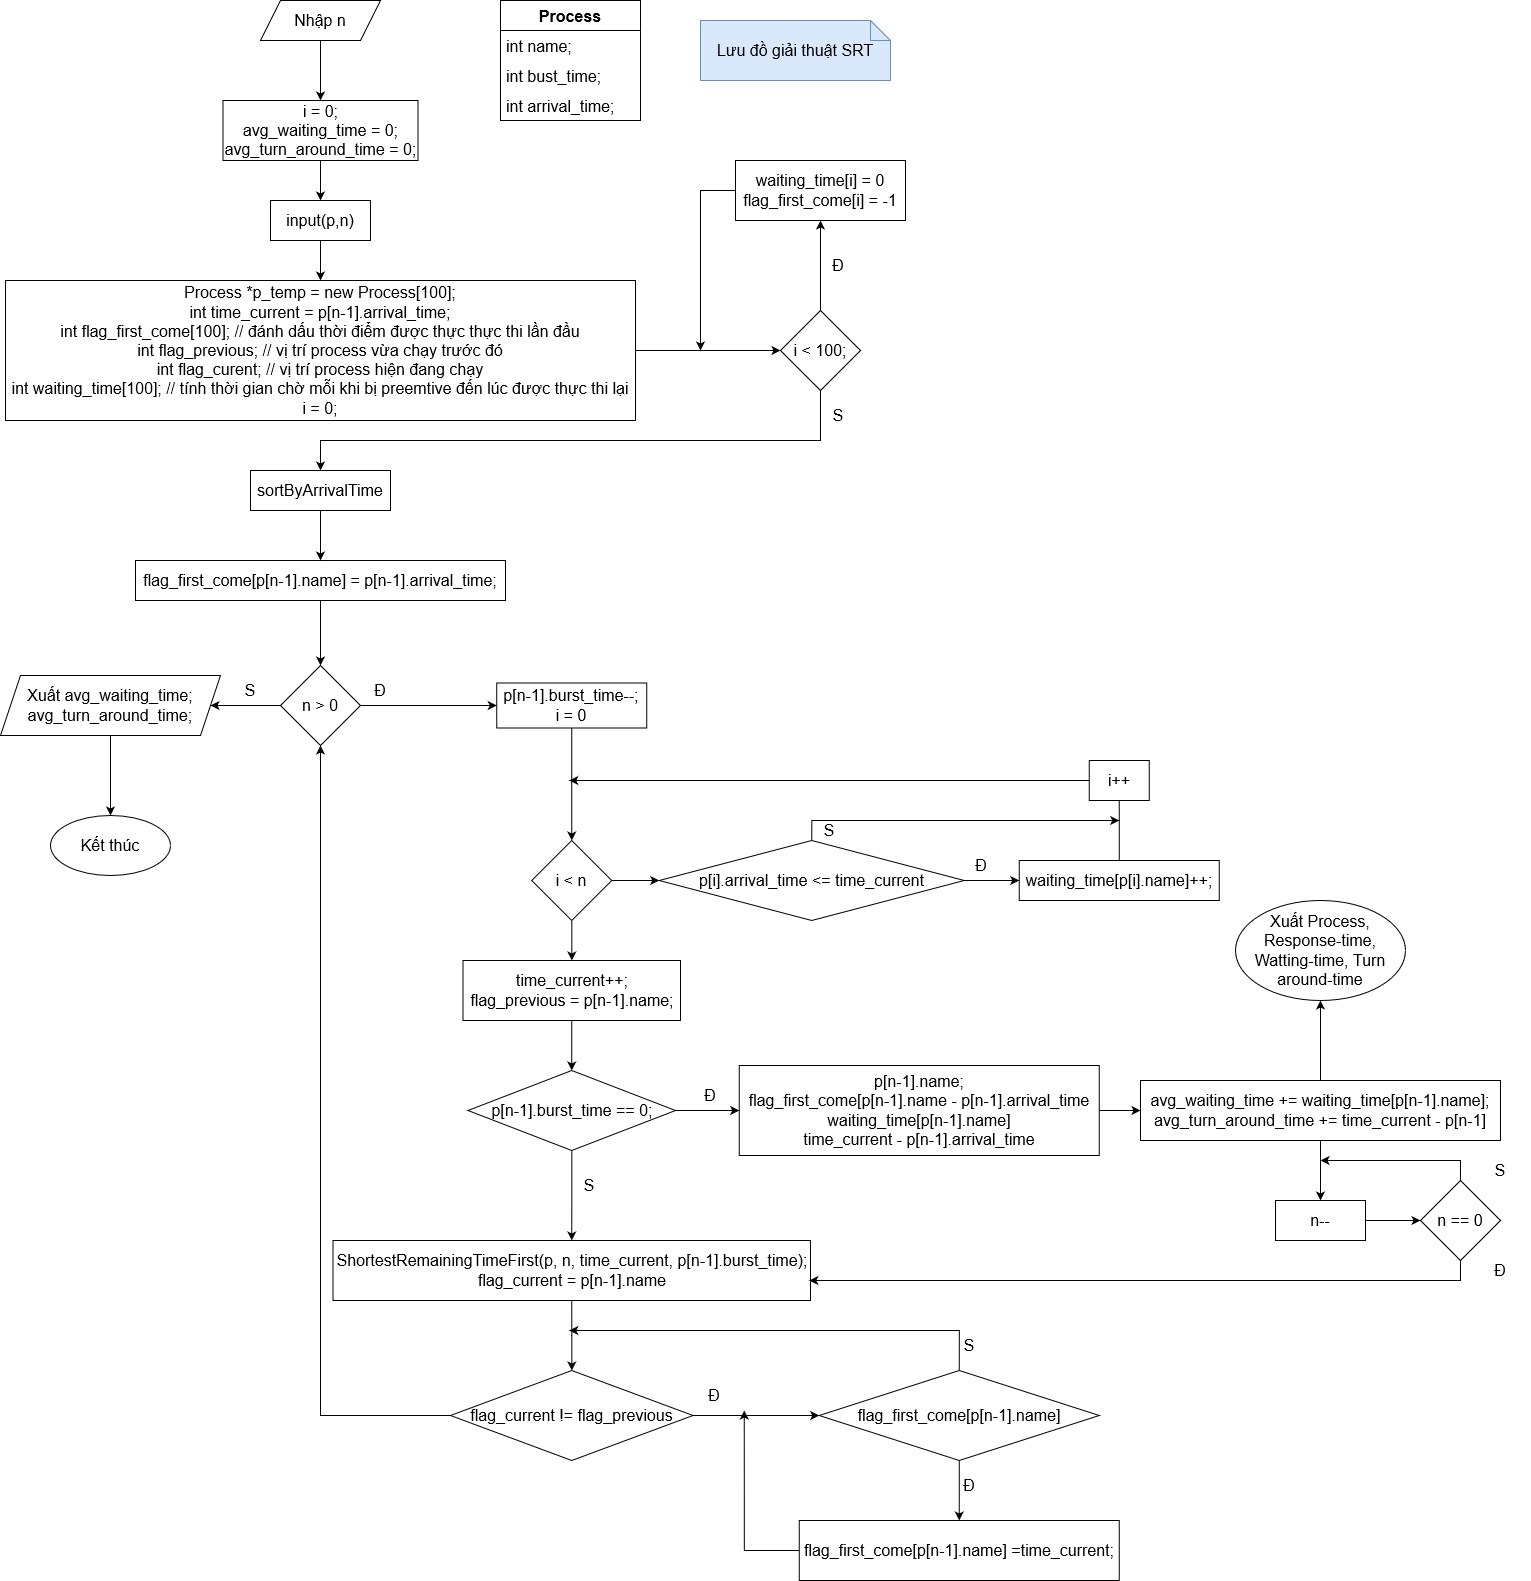 Nhập n
Process
int name;
int bust_time;
int arrival_time;
Lưu đồ giải thuật SRT
i = 0;
avg_waiting_time = 0;
avg_turn_around_time = 0;
input(p,n)
waiting_time[i] = 0
flag_first_come[i] = -1
Đ
Process *p_temp = new Process[100];
int time_current = p[n-1].arrival_time;
int flag_first_come[100]; // đánh dấu thời điểm được thực thực thi lần đầu
int flag_previous; // vị trí process vừa chạy trước đó
int flag_curent; // vị trí process hiện đang chạy
int waiting_time[100]; // tính thời gian chờ mỗi khi bị preemtive đến lúc được thực thi lại
i = 0;
i < 100;
S
sortByArrivalTime
flag_first_come[p[n-1].name] = p[n-1].arrival_time;
Xuất avg_waiting_time;
avg_turn_around_time;
S
n > 0
Đ
p[n-1].burst_time--;
i = 0
Kết thúc
i++
S
i < n
p[i].arrival_time <= time_current
Đ
waiting_time[p[i].name]++;
Xuất Process,
Response-time,
Watting-time, Turn
around-time
time_current++;
flag_previous = p[n-1].name;
p[n-1].burst_time == 0;
Đ
p[n-1].name;
flag_first_come[p[n-1].name - p[n-1].arrival_time
waiting_time[p[n-1].name]
time_current - p[n-1].arrival_time
avg_waiting_time += waiting_time[p[n-1].name];
avg_turn_around_time += time_current - p[n-1]
S
S
n--
n == 0
Đ
ShortestRemainingTimeFirst(p, n, time_current, p[n-1].burst_time);
flag_current = p[n-1].name
S
flag_current != flag_previous
Đ
flag_first_come[p[n-1].name]
Đ
flag_first_come[p[n-1].name] =time_current;